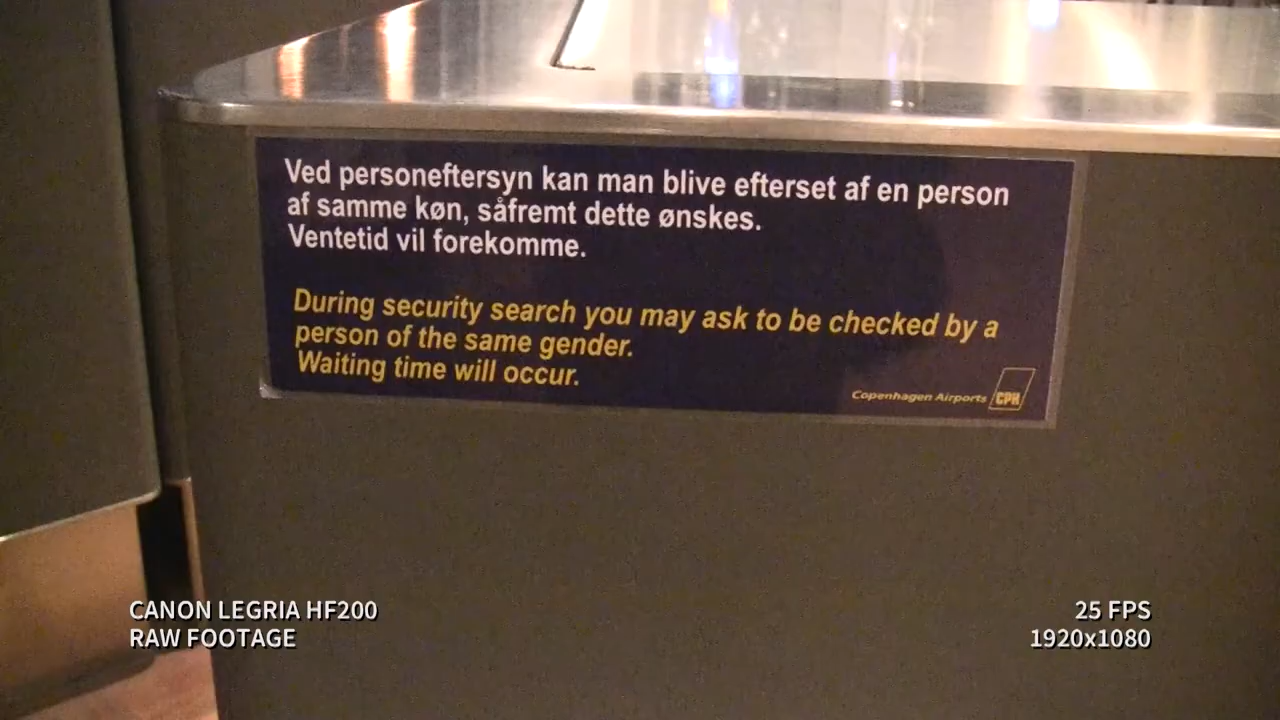 Ved personeftersyn kan man blive efterset af en person
af samme køn, såfremt dette ønskes.
Ventetid vil forekomme.
During security search you may ask to be checked by a
person of the same gender.
Waiting time will occur.
Copenhagen Airports CPH
CANON LEGRIA HF200
RAW FOOTAGE
25 FPS
1920x1080